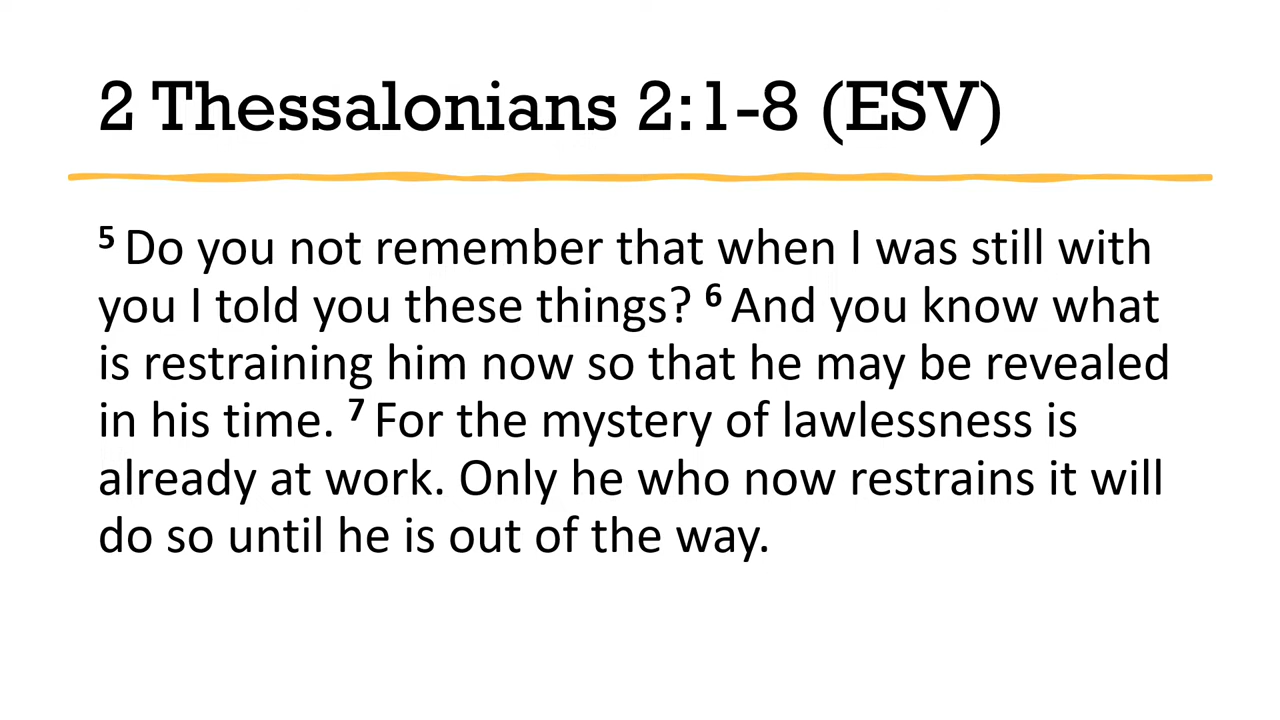 2 Thessalonians 2:1-8 (ESV)
⁵ Do you not remember that when I was still with
you I told you these things? ⁶ And you know what
is restraining him now so that he may be revealed
in his time. ⁷ For the mystery of lawlessness is
already at work. Only he who now restrains it will
do so until he is out of the way.